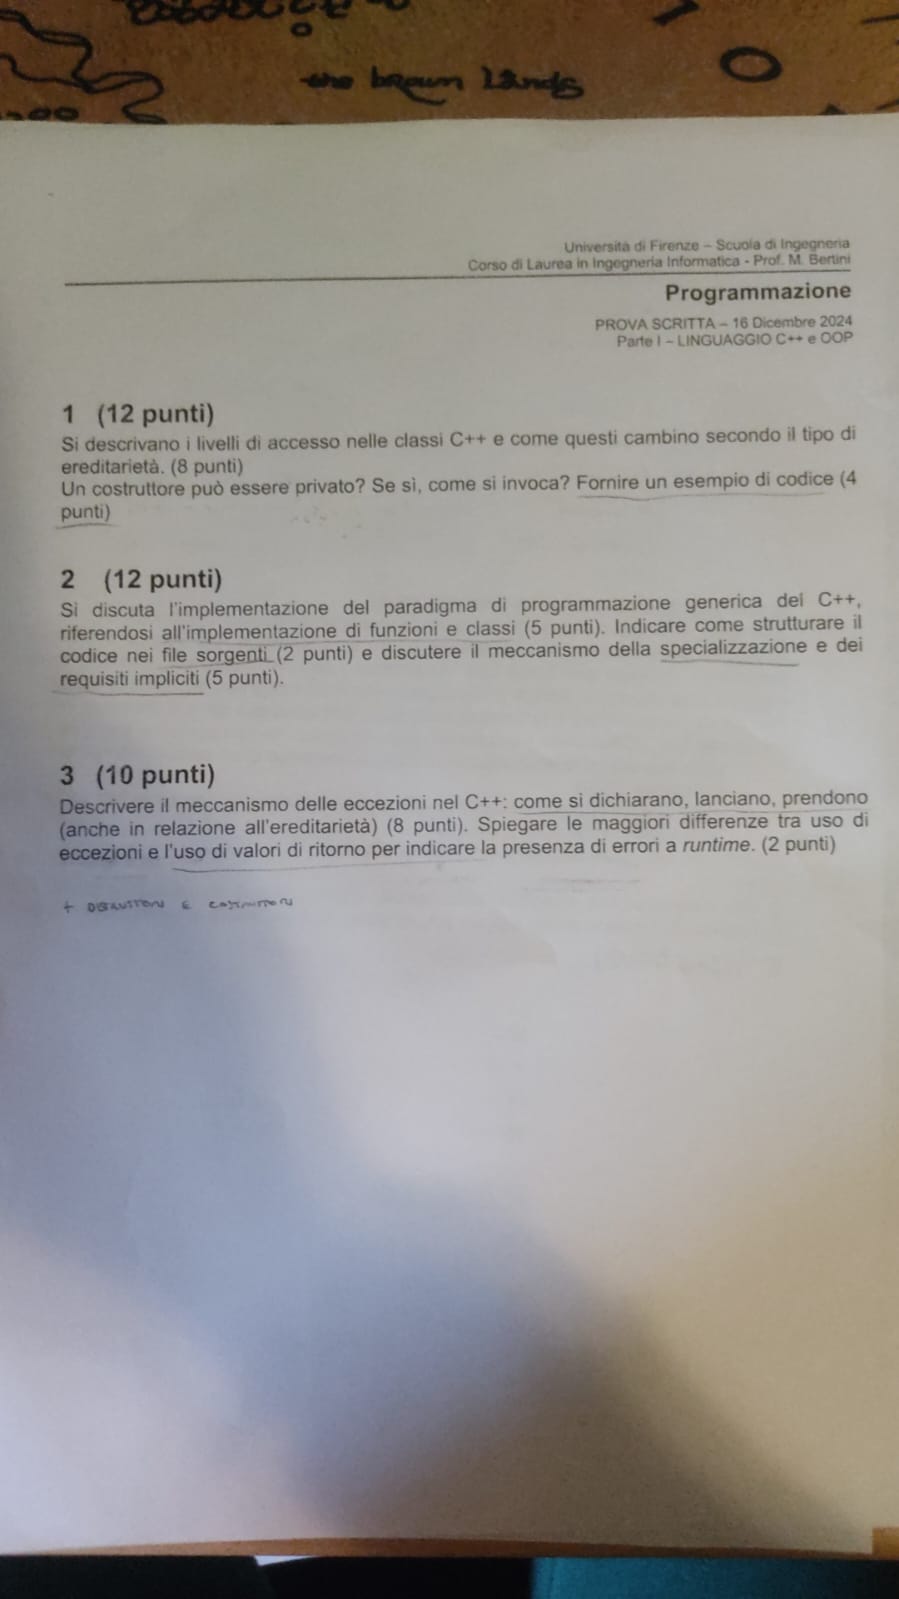 the brown Lands
Università di Firenze – Scuola di Ingegneria
Corso di Laurea in Ingegneria Informatica - Prof. M. Bertini
Programmazione
PROVA SCRITTA – 16 Dicembre 2024
Parte I – LINGUAGGIO C++ e OOP
1 (12 punti)
Si descrivano i livelli di accesso nelle classi C++ e come questi cambino secondo il tipo di
ereditarietà. (8 punti)
Un costruttore può essere privato? Se sì, come si invoca? Fornire un esempio di codice (4
punti)
2 (12 punti)
Si discuta l'implementazione del paradigma di programmazione generica del C++,
riferendosi all'implementazione di funzioni e classi (5 punti). Indicare come strutturare il
codice nei file sorgenti (2 punti) e discutere il meccanismo della specializzazione e dei
requisiti impliciti (5 punti).
3 (10 punti)
Descrivere il meccanismo delle eccezioni nel C++: come si dichiarano, lanciano, prendono
(anche in relazione all'ereditarietà) (8 punti). Spiegare le maggiori differenze tra uso di
eccezioni e l'uso di valori di ritorno per indicare la presenza di errori a runtime. (2 punti)
+ DISTRUTTORI E COSTRUTTORI